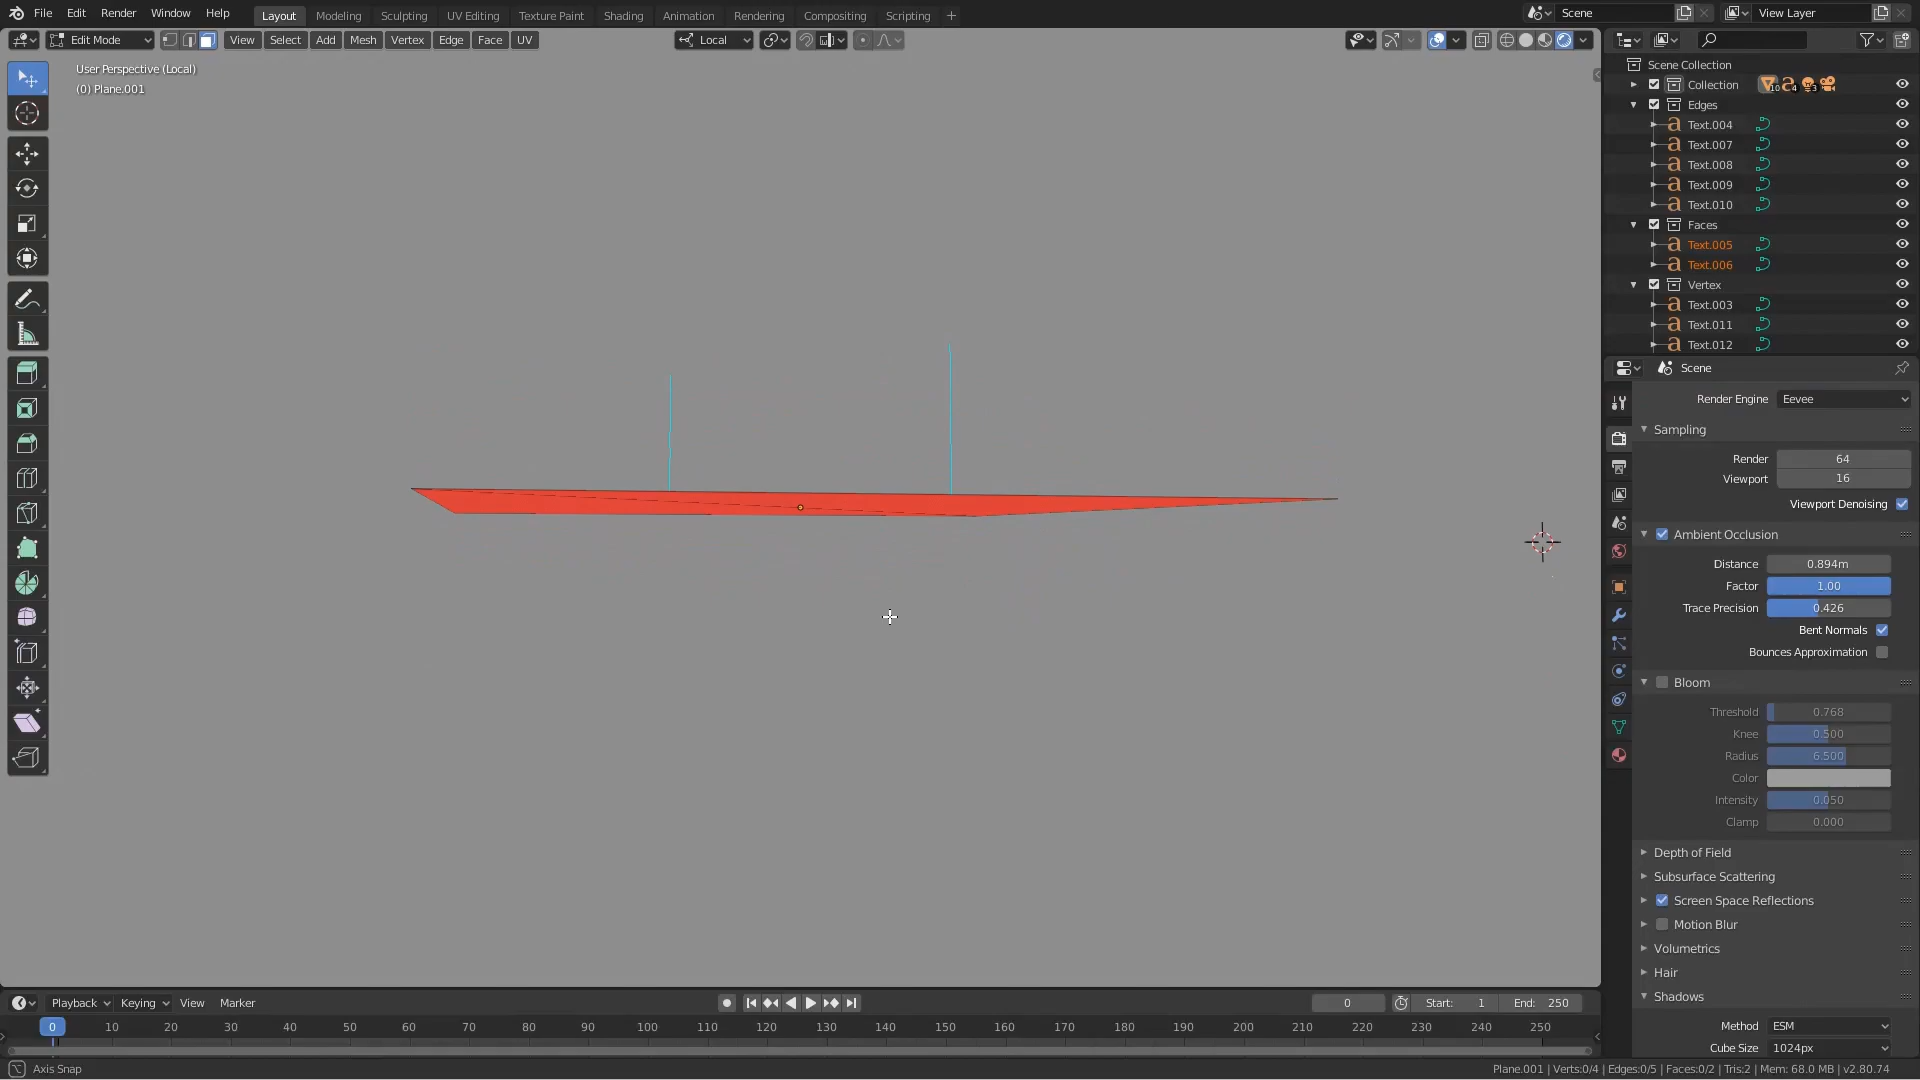 File Edit Render Window Help Layout Modeling Sculpting UV Editing Texture Paint Shading Animation Rendering Compositing Scripting + Scene View Layer
Edit Mode View Select Add Mesh Vertex Edge Face UV Local
User Perspective (Local)
(0) Plane.001
Scene Collection
Collection 10 4 3
Edges
Text.004
Text.007
Text.008
Text.009
Text.010
Faces
Text.005
Text.006
Vertex
Text.003
Text.011
Text.012
Scene
Render Engine Eevee
Sampling
Render 64
Viewport 16
Viewport Denoising
Ambient Occlusion
Distance 0.894m
Factor 1.00
Trace Precision 0.426
Bent Normals
Bounces Approximation
Bloom
Threshold 0.768
Knee 0.500
Radius 6.500
Color
Intensity 0.050
Clamp 0.000
Depth of Field
Subsurface Scattering
Screen Space Reflections
Motion Blur
Volumetrics
Hair
Shadows
Method ESM
Cube Size 1024px
Playback Keying View Marker 0 Start: 1 End: 250
0 10 20 30 40 50 60 70 80 90 100 110 120 130 140 150 160 170 180 190 200 210 220 230 240 250
Axis Snap
Plane.001 | Verts:0/4 | Edges:0/5 | Faces:0/2 | Tris:2 | Mem: 68.0 MB | v2.80.74